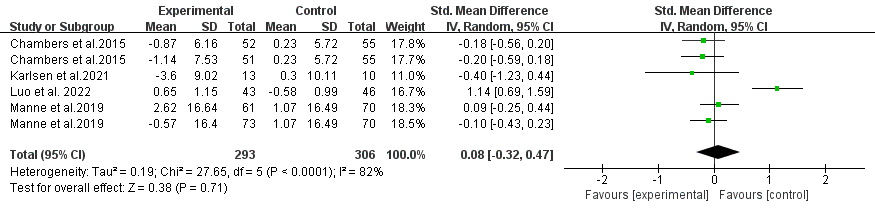 Experimental Control Std. Mean Difference Std. Mean Difference
Study or Subgroup Mean SD Total Mean SD Total Weight IV, Random, 95% CI IV, Random, 95% CI
Chambers et.al.2015 -0.87 6.16 52 0.23 5.72 55 17.8% -0.18 [-0.56, 0.20]
Chambers et.al.2015 -1.14 7.53 51 0.23 5.72 55 17.8% -0.20 [-0.59, 0.18]
Karlsen et.al.2021 -3.6 9.02 13 0.3 10.11 10 10.9% -0.40 [-1.23, 0.44]
Luo et al. 2022 0.65 1.15 43 -0.58 0.99 46 16.7% 1.14 [0.69, 1.59]
Manne et.al.2019 2.62 16.64 61 1.07 16.49 70 18.3% 0.09 [-0.25, 0.44]
Manne et.al.2019 -0.57 16.4 73 1.07 16.49 70 18.5% -0.10 [-0.43, 0.23]
Total (95% CI) 293 306 100.0% 0.08 [-0.32, 0.47]
Heterogeneity: Tau² = 0.19; Chi² = 27.65, df = 5 (P < 0.0001); I² = 82%
Test for overall effect: Z = 0.38 (P = 0.71)
-2 -1 0 1 2
Favours [experimental] Favours [control]